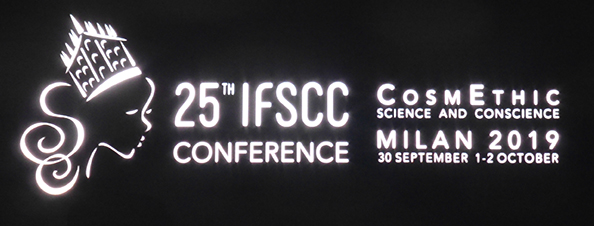 25TH IFSCC
CONFERENCE
COSMETHIC
SCIENCE AND CONSCIENCE
MILAN 2019
30 SEPTEMBER 1-2 OCTOBER